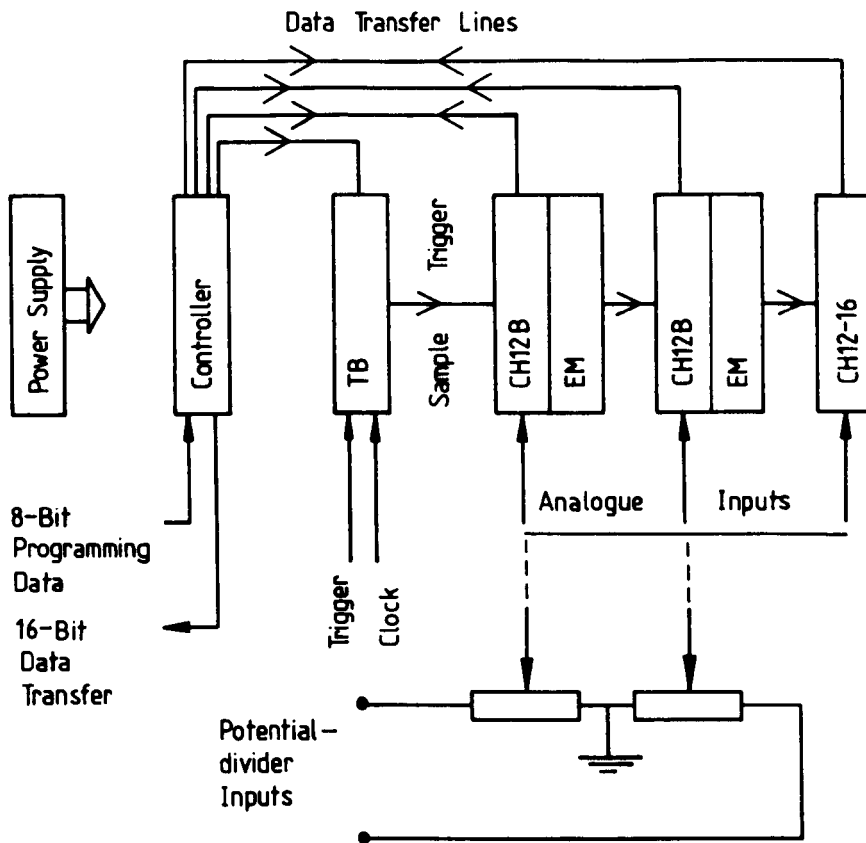 Data Transfer Lines
Power Supply
Controller
TB
Trigger
Sample
CH12B
EM
CH12B
EM
CH12-16
8-Bit
Programming
Data
16-Bit
Data
Transfer
Trigger
Clock
Analogue Inputs
Potential-
divider
Inputs